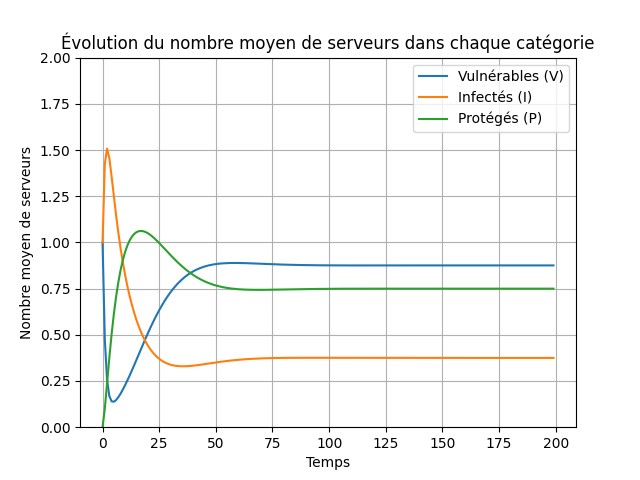 Évolution du nombre moyen de serveurs dans chaque catégorie
2.00
1.75
1.50
1.25
1.00
0.75
0.50
0.25
0.00
Nombre moyen de serveurs
Vulnérables (V)
Infectés (I)
Protégés (P)
0 25 50 75 100 125 150 175 200
Temps